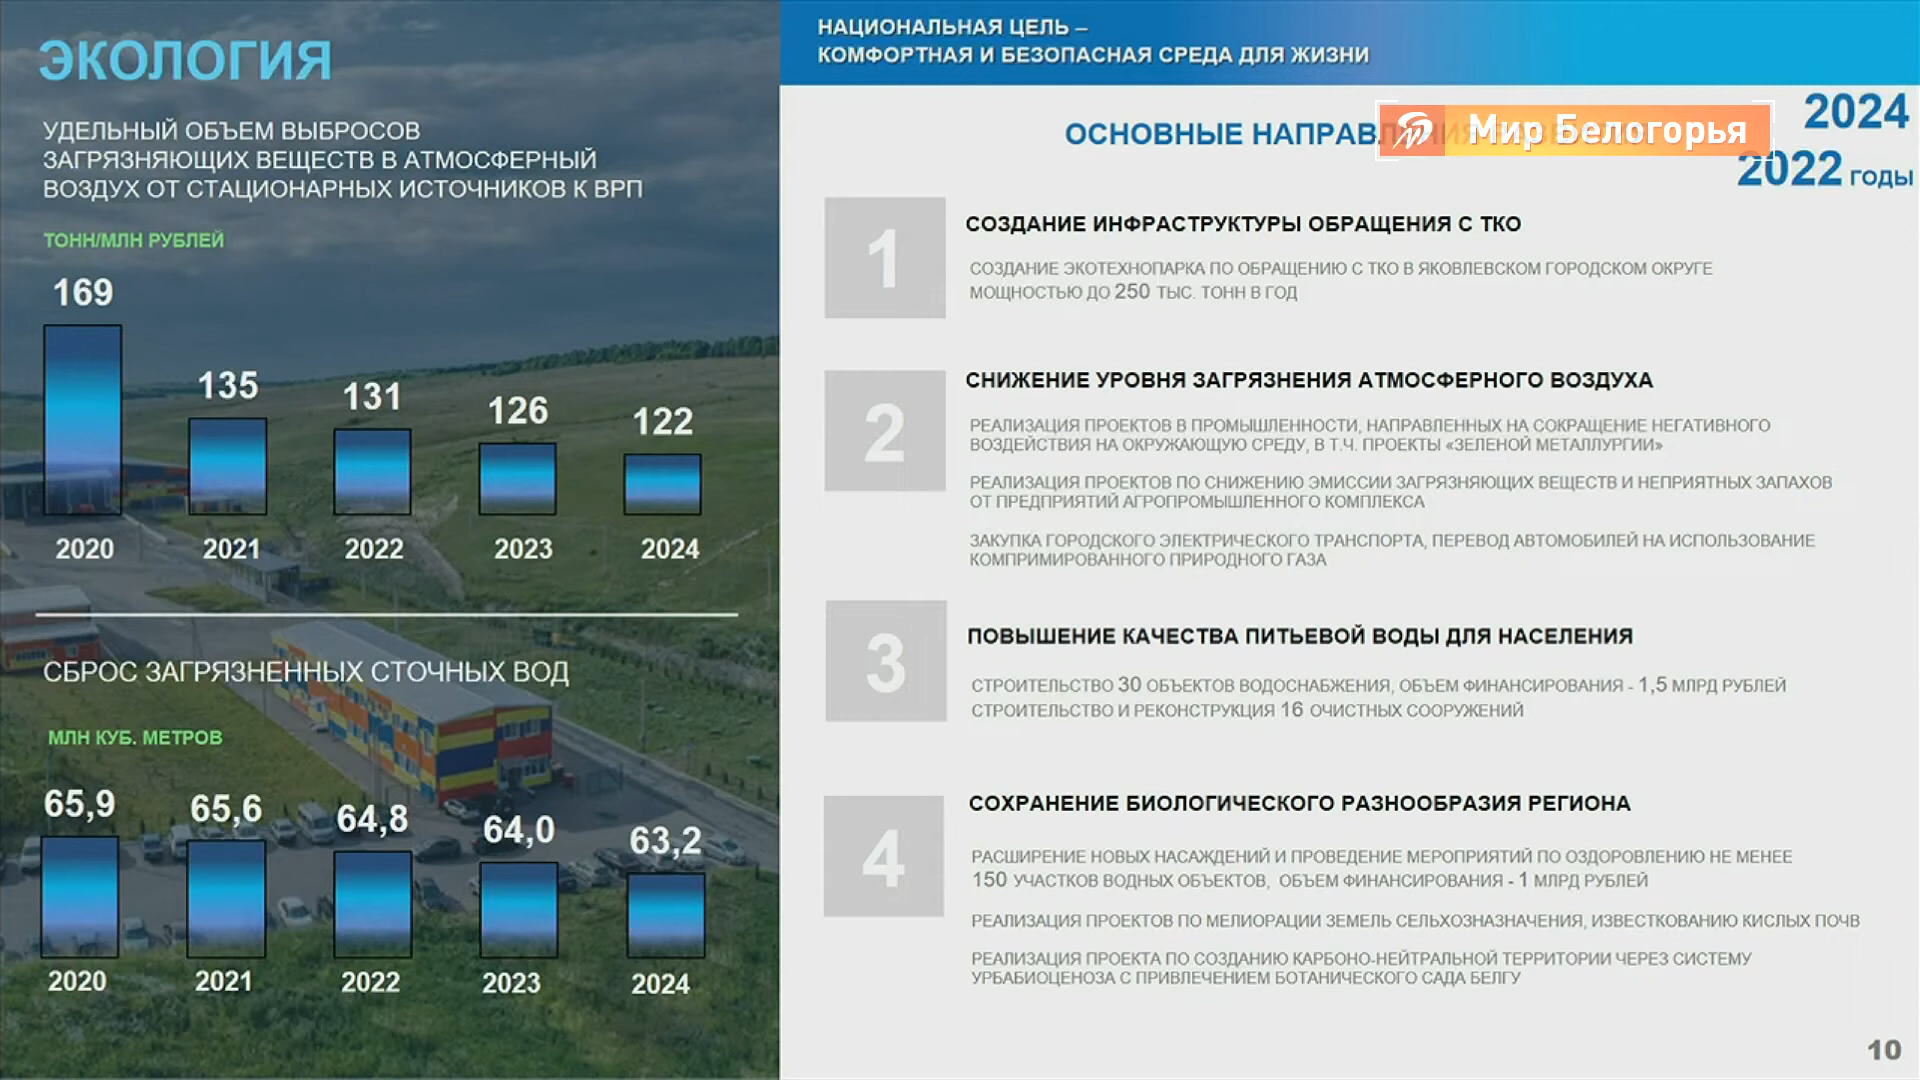 ЭКОЛОГИЯ
УДЕЛЬНЫЙ ОБЪЕМ ВЫБРОСОВ
ЗАГРЯЗНЯЮЩИХ ВЕЩЕСТВ В АТМОСФЕРНЫЙ
ВОЗДУХ ОТ СТАЦИОНАРНЫХ ИСТОЧНИКОВ К ВРП
ТОНН/МЛН РУБЛЕЙ
169
135
131
126
122
2020
2021
2022
2023
2024
СБРОС ЗАГРЯЗНЕННЫХ СТОЧНЫХ ВОД
МЛН КУБ. МЕТРОВ
65,9
65,6
64,8
64,0
63,2
2020
2021
2022
2023
2024
НАЦИОНАЛЬНАЯ ЦЕЛЬ –
КОМФОРТНАЯ И БЕЗОПАСНАЯ СРЕДА ДЛЯ ЖИЗНИ
Мир Белогорья
2024
ОСНОВНЫЕ
2022 ГОДЫ
1
СОЗДАНИЕ ИНФРАСТРУКТУРЫ ОБРАЩЕНИЯ С ТКО
СОЗДАНИЕ ЭКОТЕХНОПАРКА ПО ОБРАЩЕНИЮ С ТКО В ЯКОВЛЕВСКОМ ГОРОДСКОМ ОКРУГЕ
МОЩНОСТЬЮ ДО 250 ТЫС. ТОНН В ГОД
2
СНИЖЕНИЕ УРОВНЯ ЗАГРЯЗНЕНИЯ АТМОСФЕРНОГО ВОЗДУХА
РЕАЛИЗАЦИЯ ПРОЕКТОВ В ПРОМЫШЛЕННОСТИ, НАПРАВЛЕННЫХ НА СОКРАЩЕНИЕ НЕГАТИВНОГО
ВОЗДЕЙСТВИЯ НА ОКРУЖАЮЩУЮ СРЕДУ, В Т.Ч. ПРОЕКТЫ «ЗЕЛЕНОЙ МЕТАЛЛУРГИИ»
РЕАЛИЗАЦИЯ ПРОЕКТОВ ПО СНИЖЕНИЮ ЭМИССИИ ЗАГРЯЗНЯЮЩИХ ВЕЩЕСТВ И НЕПРИЯТНЫХ ЗАПАХОВ
ОТ ПРЕДПРИЯТИЙ АГРОПРОМЫШЛЕННОГО КОМПЛЕКСА
ЗАКУПКА ГОРОДСКОГО ЭЛЕКТРИЧЕСКОГО ТРАНСПОРТА, ПЕРЕВОД АВТОМОБИЛЕЙ НА ИСПОЛЬЗОВАНИЕ
КОМПРИМИРОВАННОГО ПРИРОДНОГО ГАЗА
3
ПОВЫШЕНИЕ КАЧЕСТВА ПИТЬЕВОЙ ВОДЫ ДЛЯ НАСЕЛЕНИЯ
СТРОИТЕЛЬСТВО 30 ОБЪЕКТОВ ВОДОСНАБЖЕНИЯ, ОБЪЕМ ФИНАНСИРОВАНИЯ - 1,5 МЛРД РУБЛЕЙ
СТРОИТЕЛЬСТВО И РЕКОНСТРУКЦИЯ 16 ОЧИСТНЫХ СООРУЖЕНИЙ
4
СОХРАНЕНИЕ БИОЛОГИЧЕСКОГО РАЗНООБРАЗИЯ РЕГИОНА
РАСШИРЕНИЕ НОВЫХ НАСАЖДЕНИЙ И ПРОВЕДЕНИЕ МЕРОПРИЯТИЙ ПО ОЗДОРОВЛЕНИЮ НЕ МЕНЕЕ
150 УЧАСТКОВ ВОДНЫХ ОБЪЕКТОВ, ОБЪЕМ ФИНАНСИРОВАНИЯ - 1 МЛРД РУБЛЕЙ
РЕАЛИЗАЦИЯ ПРОЕКТОВ ПО МЕЛИОРАЦИИ ЗЕМЕЛЬ СЕЛЬХОЗНАЗНАЧЕНИЯ, ИЗВЕСТКОВАНИЮ КИСЛЫХ ПОЧВ
РЕАЛИЗАЦИЯ ПРОЕКТА ПО СОЗДАНИЮ КАРБОНО-НЕЙТРАЛЬНОЙ ТЕРРИТОРИИ ЧЕРЕЗ СИСТЕМУ
УРБАБИОЦЕНОЗА С ПРИВЛЕЧЕНИЕМ БОТАНИЧЕСКОГО САДА БЕЛГУ
10